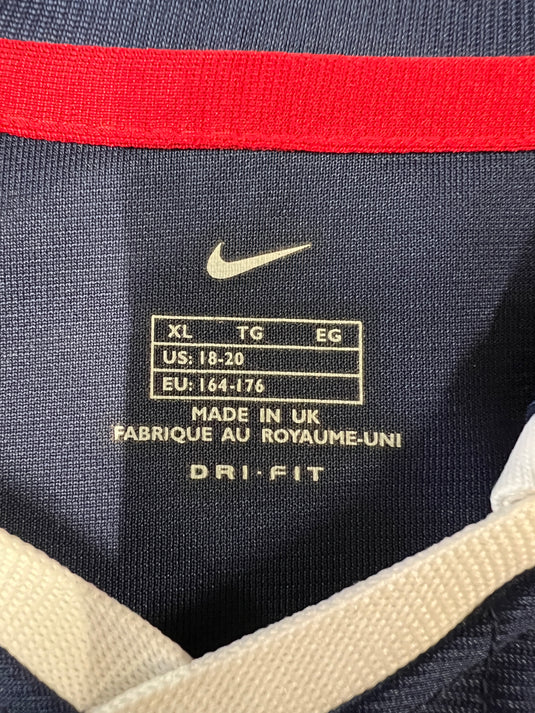 XL TG EG
US: 18-20
EU: 164-176
MADE IN UK
FABRIQUE AU ROYAUME-UNI
DRI·FIT